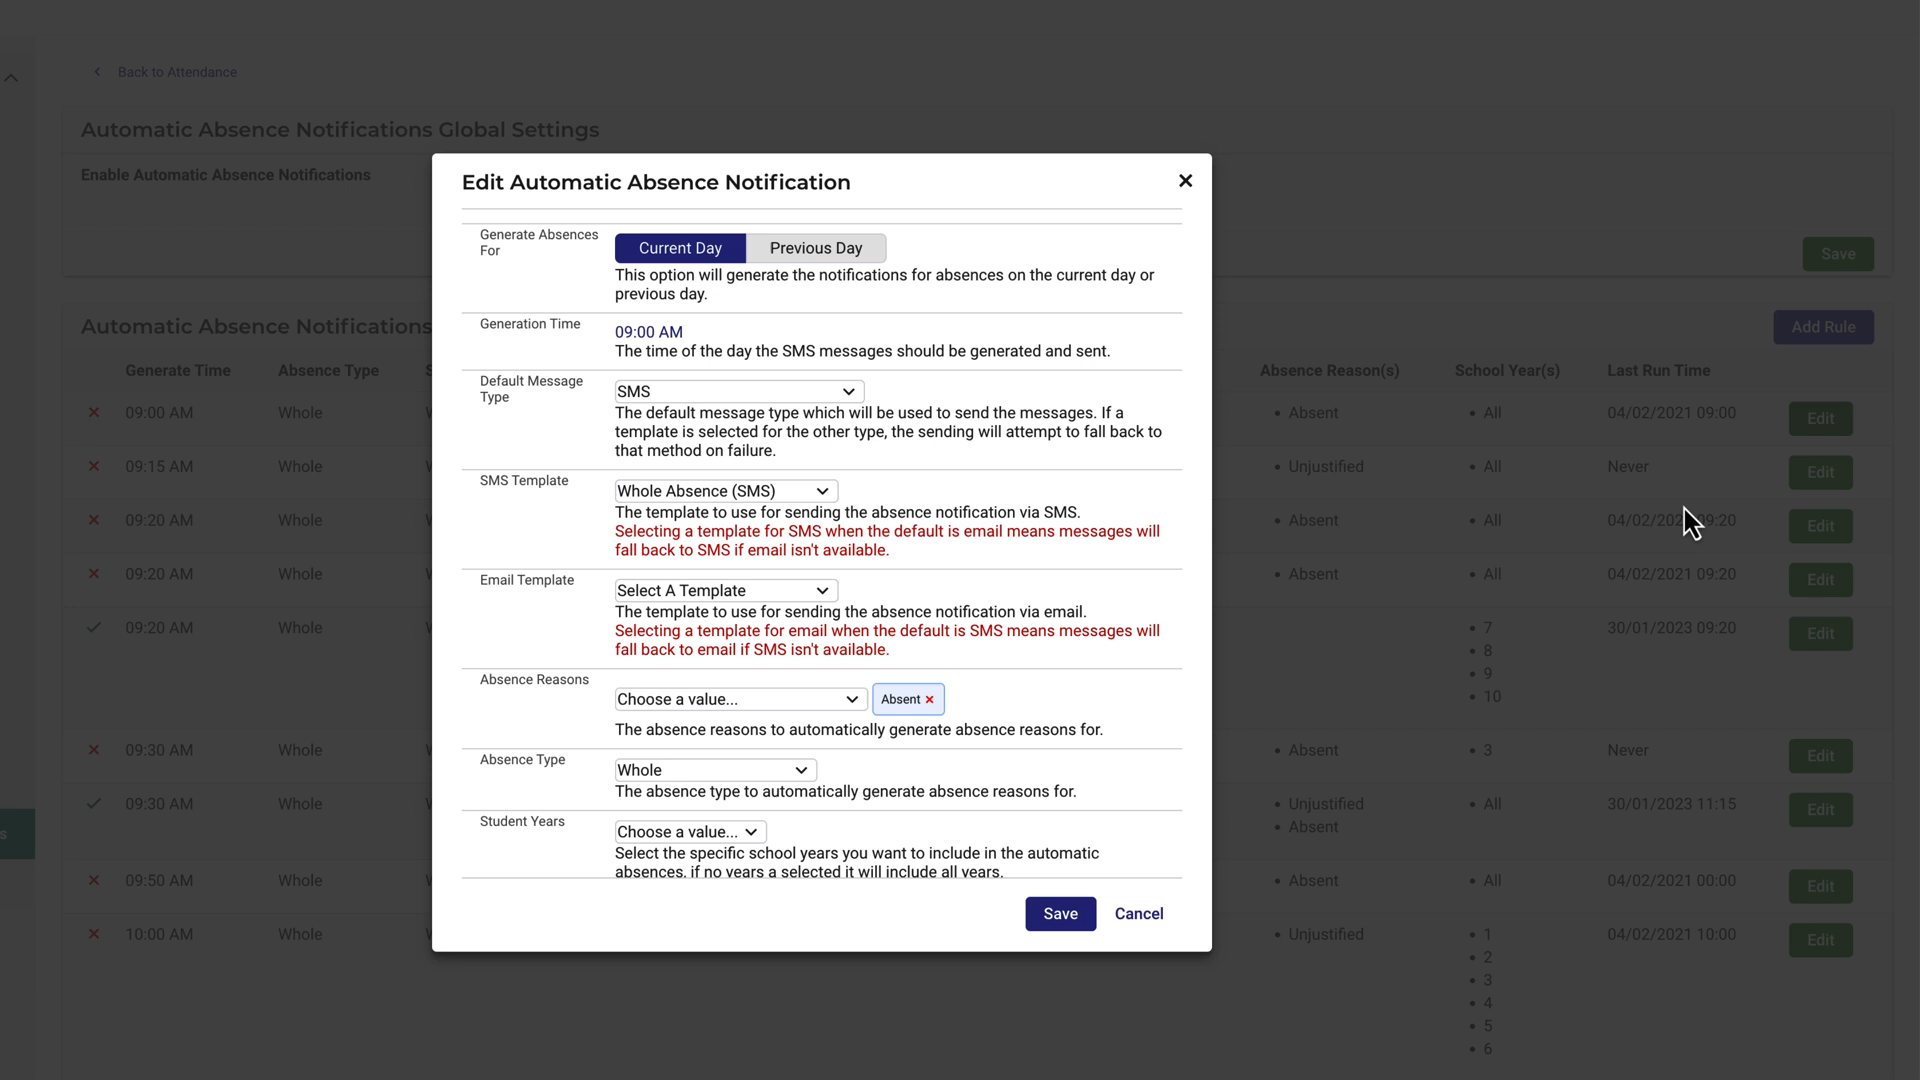 Back to Attendance
Automatic Absence Notifications Global Settings
Enable Automatic Absence Notifications
Save
Automatic Absence Notifications
Add Rule
Generate Time Absence Type Absence Reason(s) School Year(s) Last Run Time
09:00 AM Whole • Absent • All 04/02/2021 09:00 Edit
09:15 AM Whole • Unjustified • All Never Edit
09:20 AM Whole • Absent • All 09:20 Edit
09:20 AM Whole • Absent • All 04/02/2021 09:20 Edit
09:20 AM Whole • 7 30/01/2023 09:20 Edit
• 8
• 9
• 10
09:30 AM Whole • Absent • 3 Never Edit
09:30 AM Whole • Unjustified • All 30/01/2023 11:15 Edit
• Absent
09:50 AM Whole • Absent • All 04/02/2021 00:00 Edit
10:00 AM Whole • Unjustified • 1 04/02/2021 10:00 Edit
• 2
• 3
• 4
• 5
• 6
Edit Automatic Absence Notification
Generate Absences
For
Current Day Previous Day
This option will generate the notifications for absences on the current day or
previous day.
Generation Time
09:00 AM
The time of the day the SMS messages should be generated and sent.
Default Message
Type
SMS
The default message type which will be used to send the messages. If a
template is selected for the other type, the sending will attempt to fall back to
that method on failure.
SMS Template
Whole Absence (SMS)
The template to use for sending the absence notification via SMS.
Selecting a template for SMS when the default is email means messages will
fall back to SMS if email isn't available.
Email Template
Select A Template
The template to use for sending the absence notification via email.
Selecting a template for email when the default is SMS means messages will
fall back to email if SMS isn't available.
Absence Reasons
Choose a value... Absent
The absence reasons to automatically generate absence reasons for.
Absence Type
Whole
The absence type to automatically generate absence reasons for.
Student Years
Choose a value...
Select the specific school years you want to include in the automatic
absences, if no years a selected it will include all years.
Save Cancel